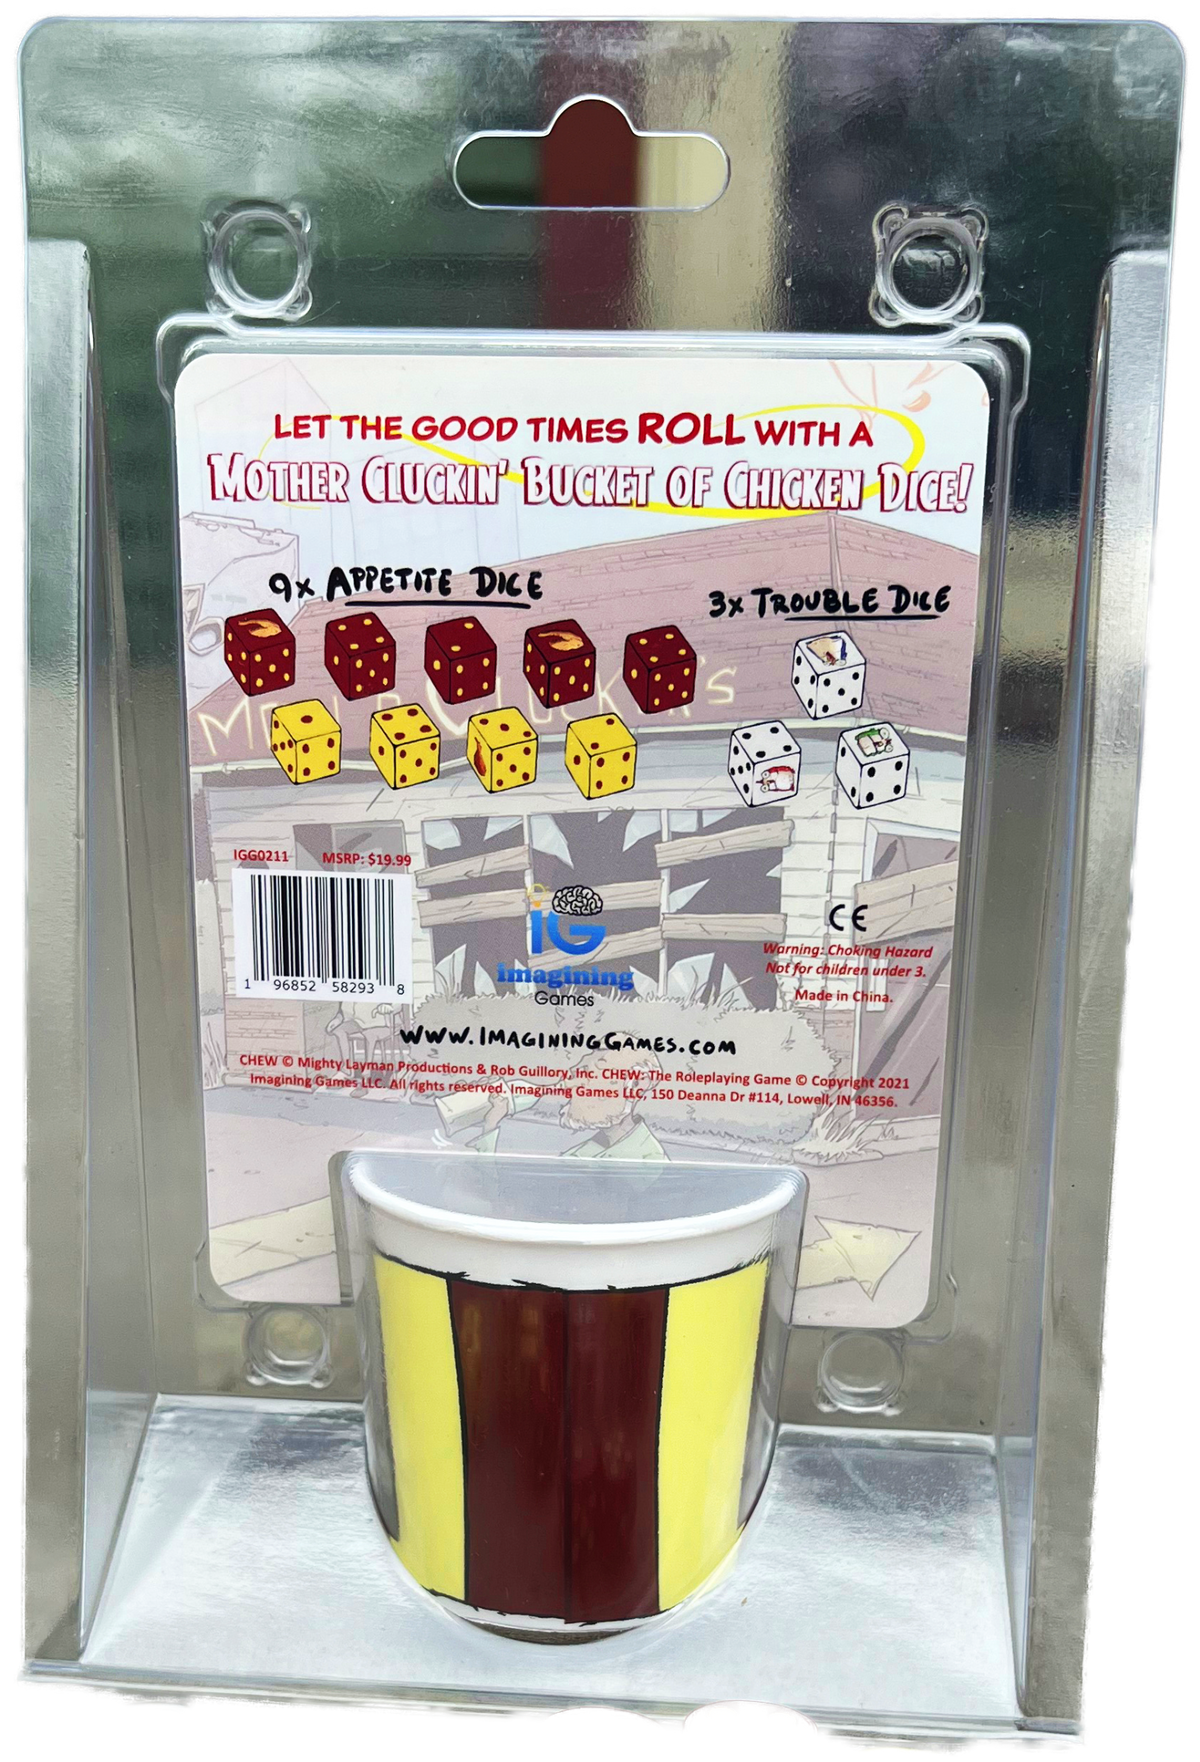 LET THE GOOD TIMES ROLL WITH A
MOTHER CLUCKIN' BUCKET OF CHICKEN DICE!
9x APPETITE DICE
3x TROUBLE DICE
IGG0211 MSRP: $19.99
1 96852 58293 8
iG
imagining
Games
CE
Warning: Choking Hazard
Not for children under 3.
Made in China.
WWW.IMAGININGGAMES.COM
CHEW © Mighty Layman Productions & Rob Guillory, Inc. CHEW: The Roleplaying Game © Copyright 2021
Imagining Games LLC. All rights reserved. Imagining Games LLC, 150 Deanna Dr #114, Lowell, IN 46356.